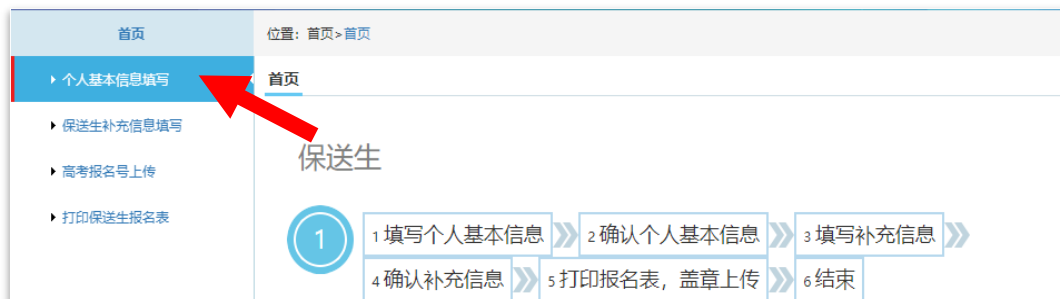 首页
位置：首页>首页
个人基本信息填写
首页
保送生补充信息填写
高考报名号上传
打印保送生报名表
保送生
1
1 填写个人基本信息
2 确认个人基本信息
3 填写补充信息
4 确认补充信息
5 打印报名表，盖章上传
6 结束